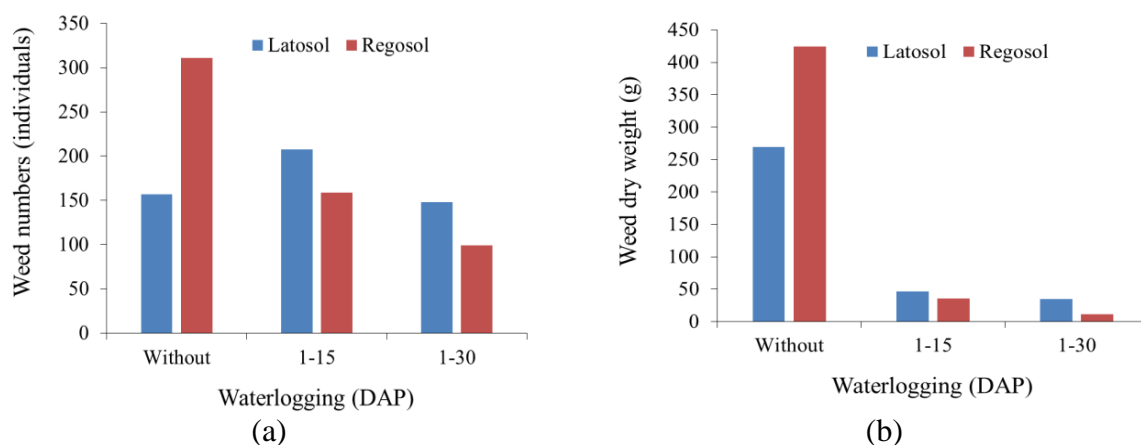 Weed numbers (individuals)
350
300
250
200
150
100
50
0
Latosol
Regosol
Without
1-15
1-30
Waterlogging (DAP)
(a)
Weed dry weight (g)
450
400
350
300
250
200
150
100
50
0
Latosol
Regosol
Without
1-15
1-30
Waterlogging (DAP)
(b)